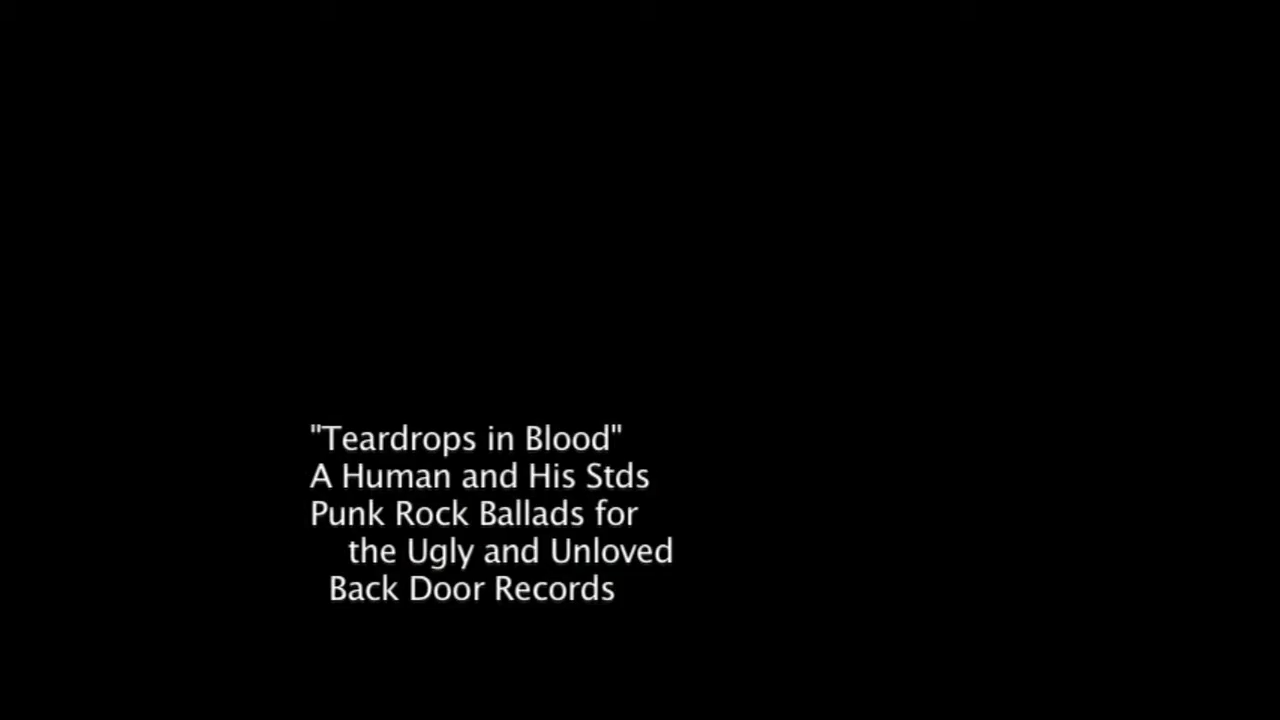 "Teardrops in Blood"
A Human and His Stds
Punk Rock Ballads for
the Ugly and Unloved
Back Door Records